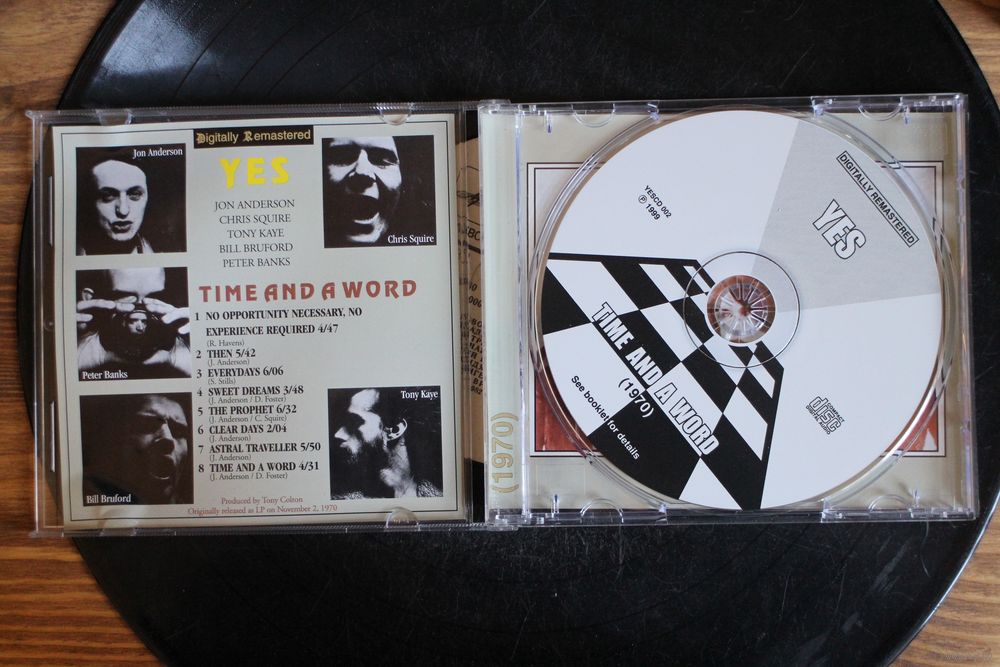 Digitally Remastered
YES
Jon Anderson
Chris Squire
Peter Banks
Bill Bruford
Tony Kaye
JON ANDERSON
CHRIS SQUIRE
TONY KAYE
BILL BRUFORD
PETER BANKS
TIME AND A WORD
1 NO OPPORTUNITY NECESSARY, NO
EXPERIENCE REQUIRED 4/47
(R. Havens)
2 THEN 5/42
(J. Anderson)
3 EVERYDAYS 6/06
(S. Stills)
4 SWEET DREAMS 3/48
(J. Anderson / D. Foster)
5 THE PROPHET 6/32
(J. Anderson / C. Squire)
6 CLEAR DAYS 2/04
(J. Anderson)
7 ASTRAL TRAVELLER 5/50
(J. Anderson)
8 TIME AND A WORD 4/31
(J. Anderson / D. Foster)
Produced by Tony Colton
Originally released as LP on November 2, 1970
(1970)
YESCD 002
℗ 1999
DIGITALLY REMASTERED
YES
TIME AND A WORD
(1970)
See booklet for details
COMPACT
disc
DIGITAL AUDIO